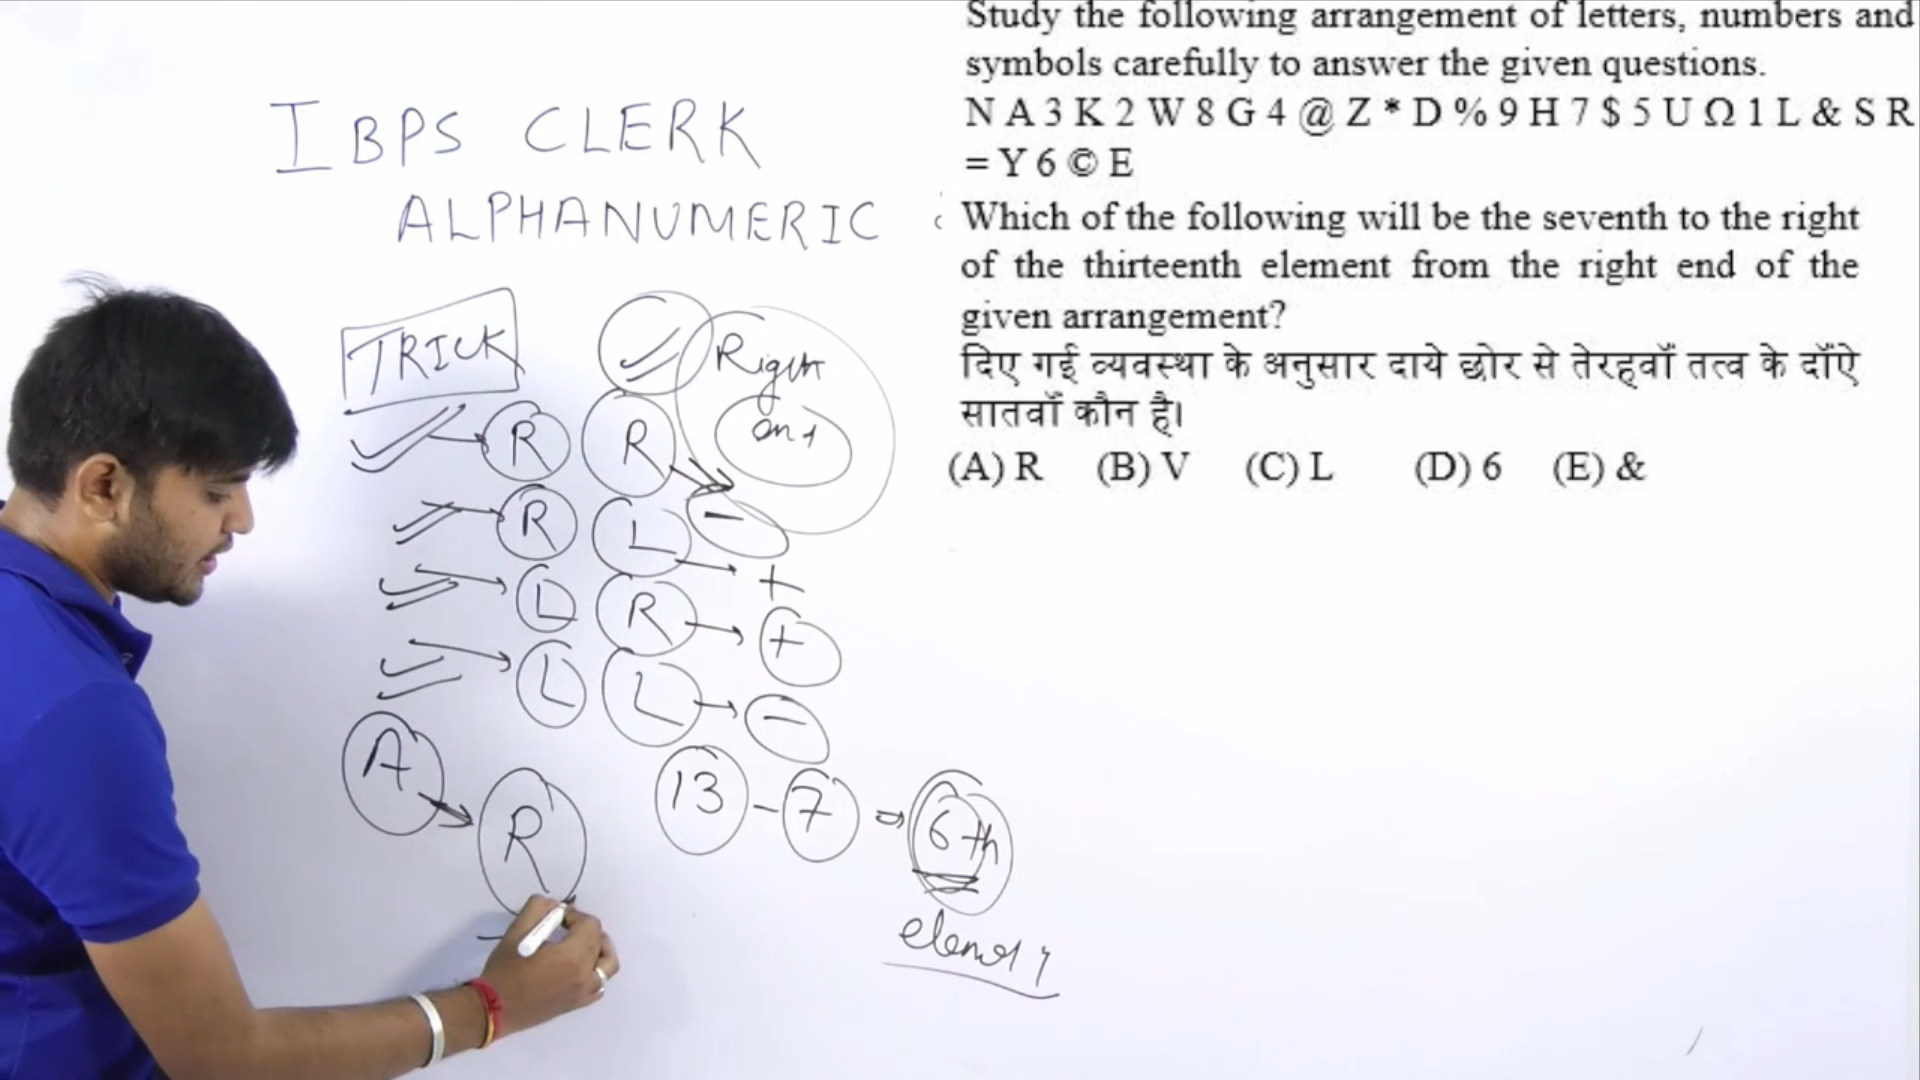 Study the following arrangement of letters, numbers and
symbols carefully to answer the given questions.
N A 3 K 2 W 8 G 4 @ Z * D % 9 H 7 $ 5 U Ω 1 L & S R
= Y 6 © E
Which of the following will be the seventh to the right
of the thirteenth element from the right end of the
given arrangement?
दिए गई व्यवस्था के अनुसार दाये छोर से तेरहवाँ तत्व के दाँऐ
सातवाँ कौन है।
(A) R (B) V (C) L (D) 6 (E) &
IBPS CLERK
ALPHANUMERIC
TRICK
Right
R R −
R L +
L R +
L L −
A
R
13 − 7 ⇒ 6th